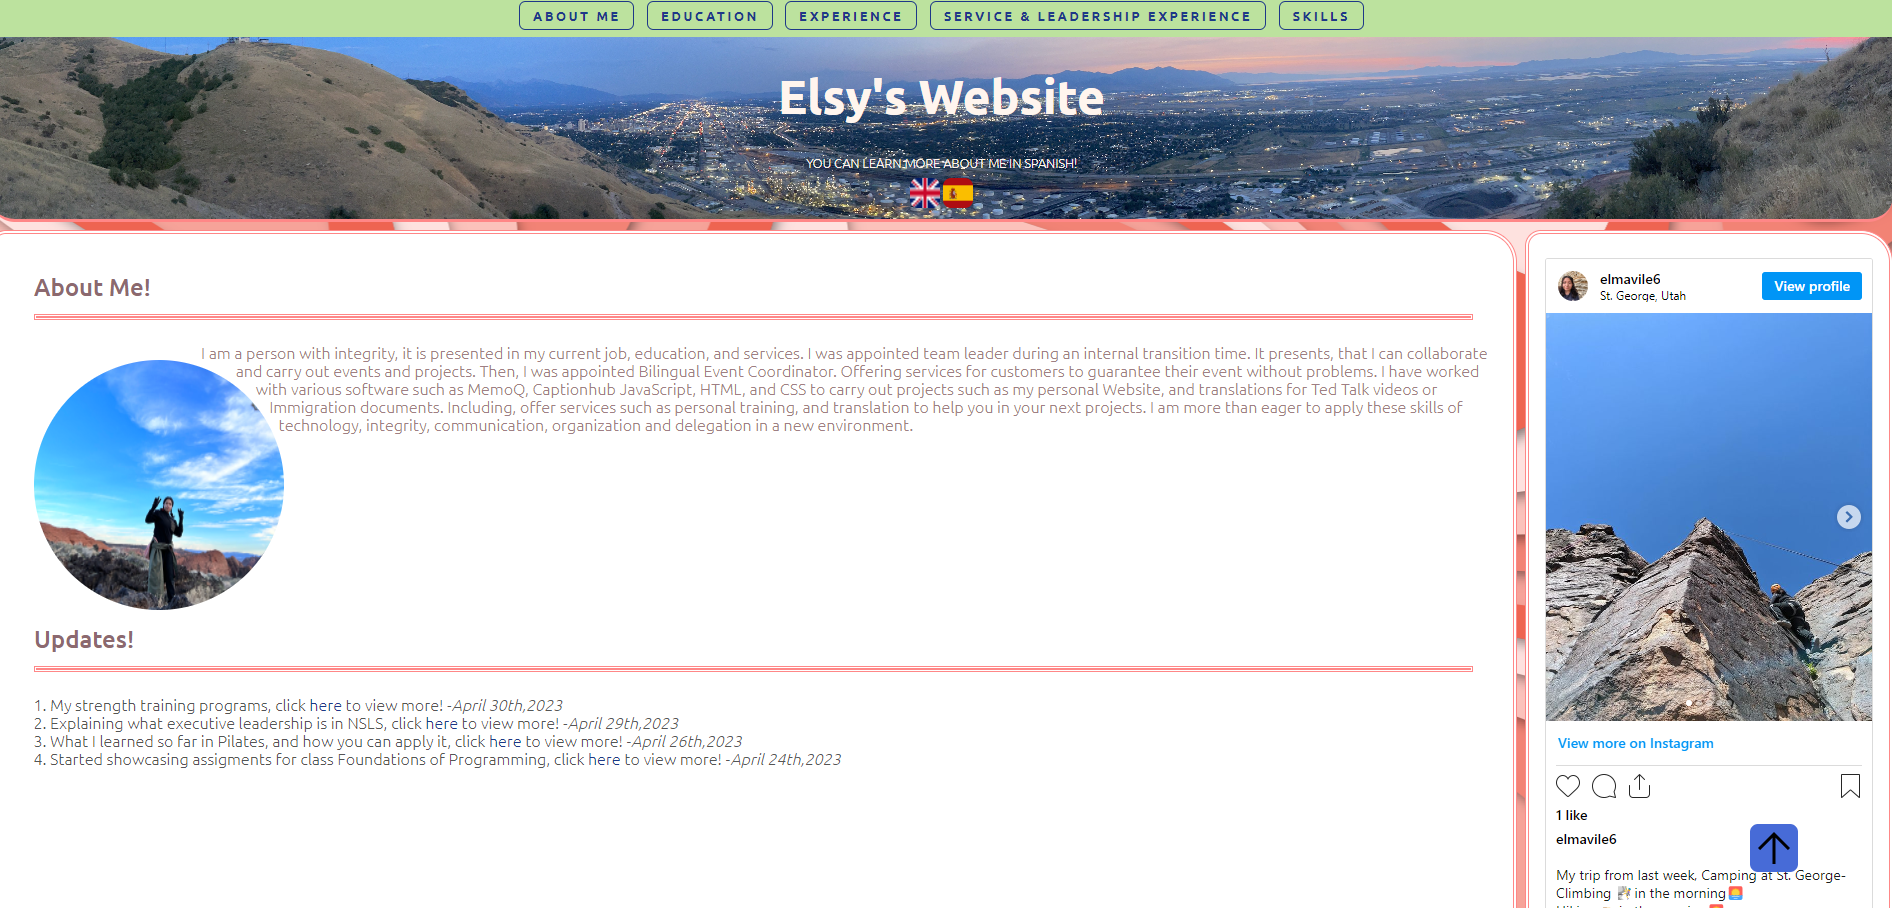 ABOUT ME
EDUCATION
EXPERIENCE
SERVICE & LEADERSHIP EXPERIENCE
SKILLS
Elsy's Website
YOU CAN LEARN MORE ABOUT ME IN SPANISH!
About Me!
I am a person with integrity, it is presented in my current job, education, and services. I was appointed team leader during an internal transition time. It presents, that I can collaborate
and carry out events and projects. Then, I was appointed Bilingual Event Coordinator. Offering services for customers to guarantee their event without problems. I have worked
with various software such as MemoQ, Captionhub JavaScript, HTML, and CSS to carry out projects such as my personal Website, and translations for Ted Talk videos or
Immigration documents. Including, offer services such as personal training, and translation to help you in your next projects. I am more than eager to apply these skills of
technology, integrity, communication, organization and delegation in a new environment.
Updates!
1. My strength training programs, click here to view more! -April 30th,2023
2. Explaining what executive leadership is in NSLS, click here to view more! -April 29th,2023
3. What I learned so far in Pilates, and how you can apply it, click here to view more! -April 26th,2023
4. Started showcasing assigments for class Foundations of Programming, click here to view more! -April 24th,2023
elmavile6
St. George, Utah
View profile
View more on Instagram
1 like
elmavile6
My trip from last week, Camping at St. George-
Climbing 🧗 in the morning🌅